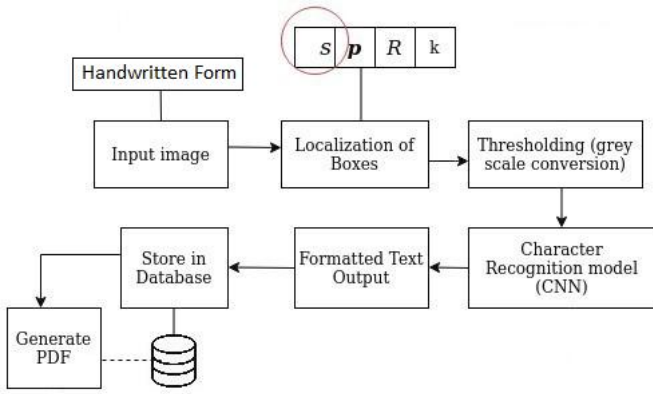 s p R k
Handwritten Form
Input image
Localization of
Boxes
Thresholding (grey
scale conversion)
Store in
Database
Formatted Text
Output
Character
Recognition model
(CNN)
Generate
PDF